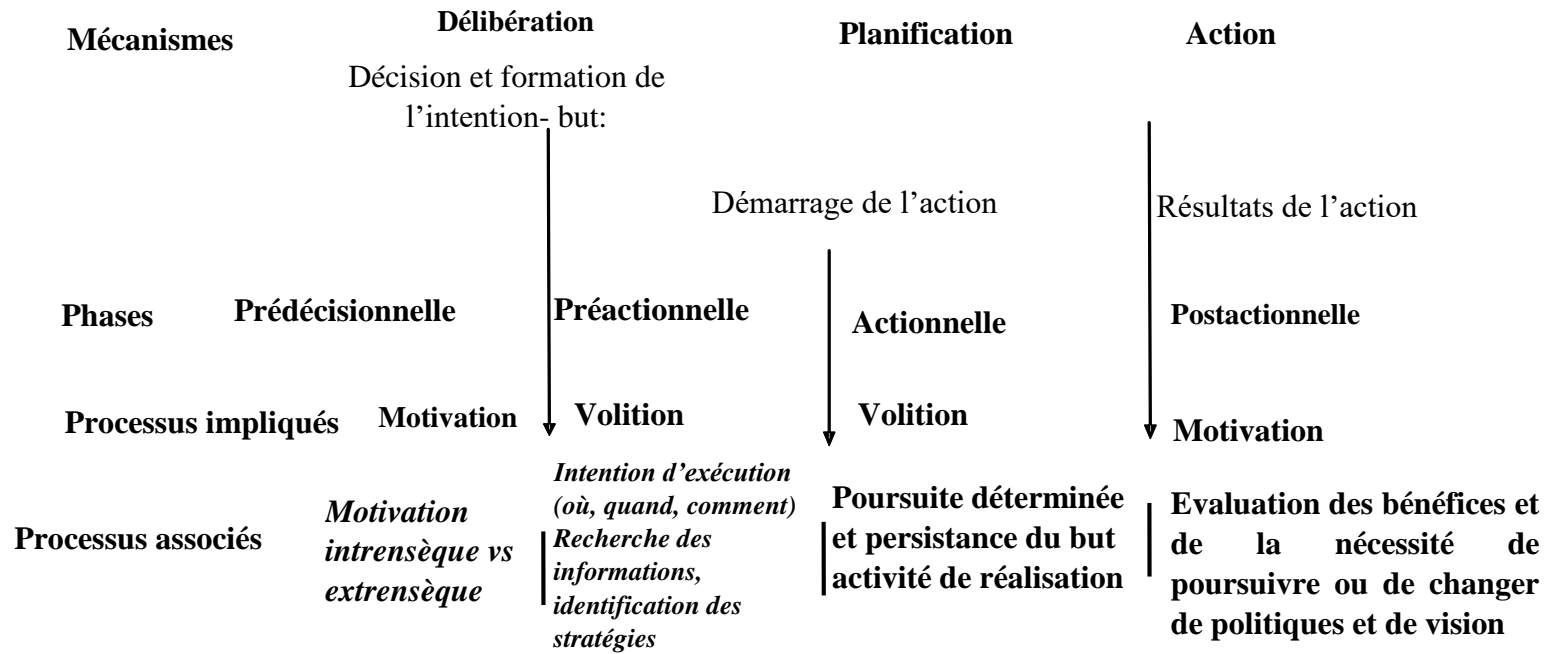 Mécanismes Délibération Planification Action
Décision et formation de
l’intention- but:
Démarrage de l’action
Résultats de l’action
Phases Prédécisionnelle Préactionnelle Actionnelle Postactionnelle
Processus impliqués Motivation Volition Volition Motivation
Processus associés
Motivation
intrensèque vs
extrensèque
Intention d’exécution
(où, quand, comment)
Recherche des
informations,
identification des
stratégies
Poursuite déterminée
et persistance du but
activité de réalisation
Evaluation des bénéfices et
de la nécessité de
poursuivre ou de changer
de politiques et de vision